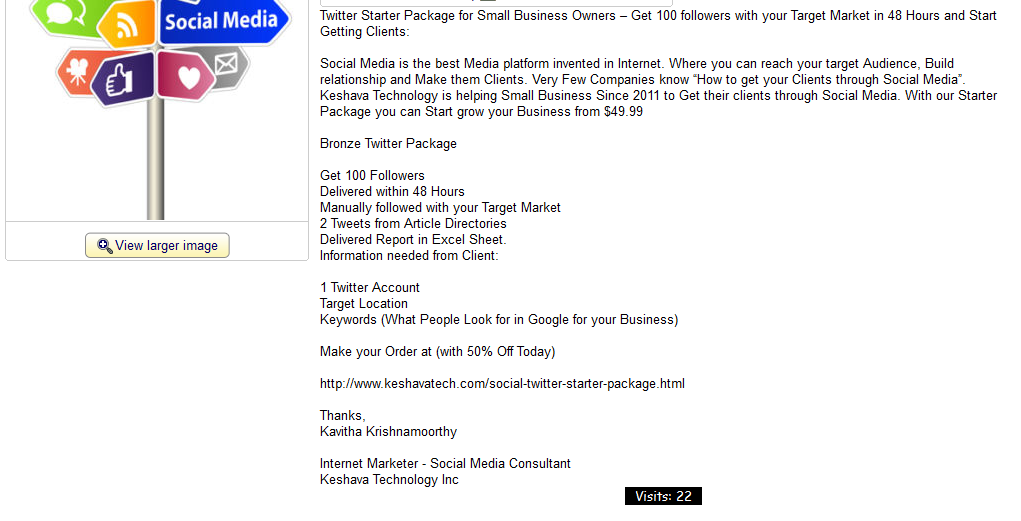 Social Media
View larger image
Twitter Starter Package for Small Business Owners – Get 100 followers with your Target Market in 48 Hours and Start
Getting Clients:
Social Media is the best Media platform invented in Internet. Where you can reach your target Audience, Build
relationship and Make them Clients. Very Few Companies know “How to get your Clients through Social Media”.
Keshava Technology is helping Small Business Since 2011 to Get their clients through Social Media. With our Starter
Package you can Start grow your Business from $49.99
Bronze Twitter Package
Get 100 Followers
Delivered within 48 Hours
Manually followed with your Target Market
2 Tweets from Article Directories
Delivered Report in Excel Sheet.
Information needed from Client:
1 Twitter Account
Target Location
Keywords (What People Look for in Google for your Business)
Make your Order at (with 50% Off Today)
http://www.keshavatech.com/social-twitter-starter-package.html
Thanks,
Kavitha Krishnamoorthy
Internet Marketer - Social Media Consultant
Keshava Technology Inc
Visits: 22